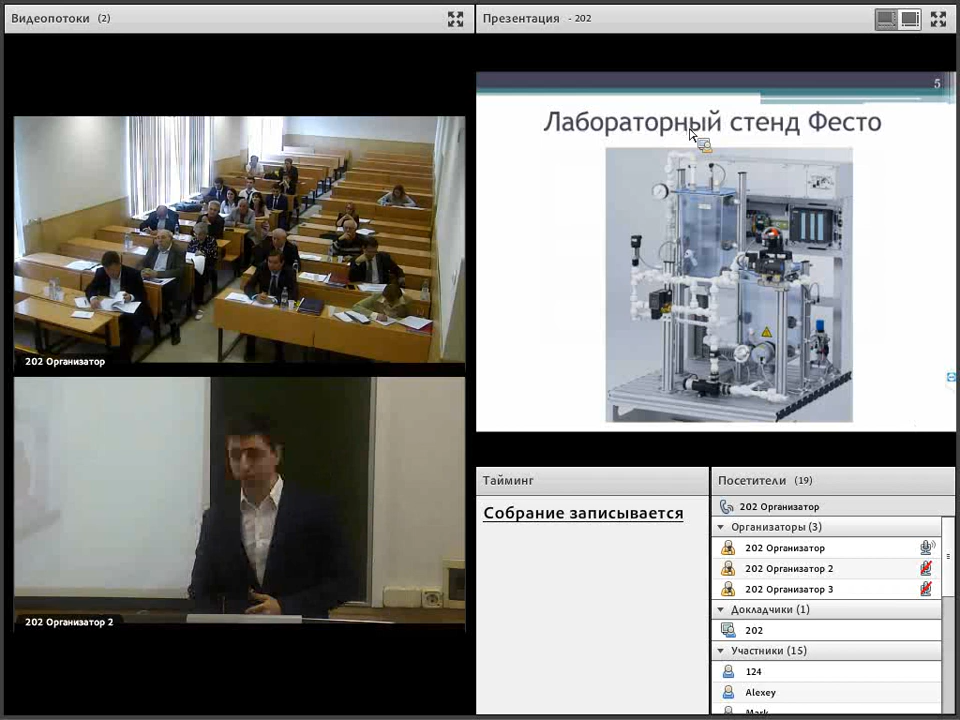 Видеопотоки (2)
202 Организатор
202 Организатор 2
Презентация - 202
5
Лабораторный стенд Фесто
Тайминг
Собрание записывается
Посетители (19)
202 Организатор
Организаторы (3)
202 Организатор
202 Организатор 2
202 Организатор 3
Докладчики (1)
202
Участники (15)
124
Alexey
Mark